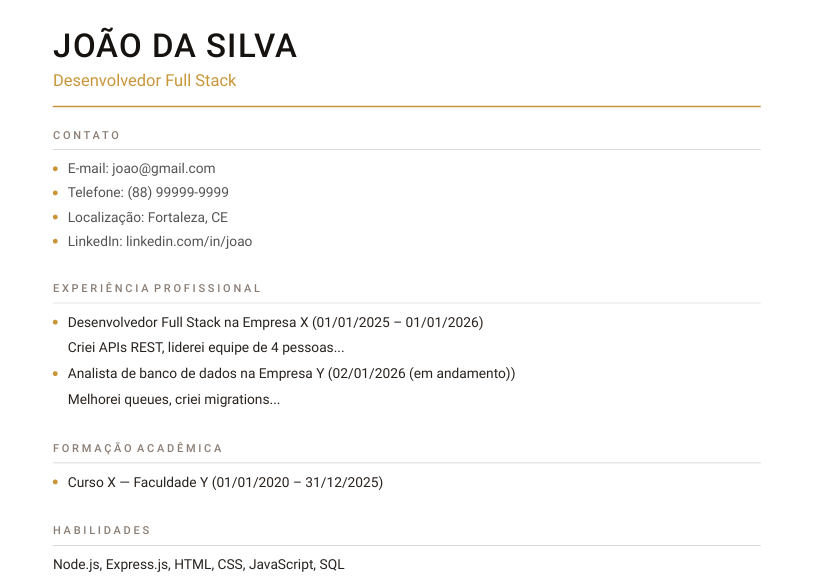 JOÃO DA SILVA
Desenvolvedor Full Stack
CONTATO
E-mail: joao@gmail.com
Telefone: (88) 99999-9999
Localização: Fortaleza, CE
LinkedIn: linkedin.com/in/joao
EXPERIÊNCIA PROFISSIONAL
Desenvolvedor Full Stack na Empresa X (01/01/2025 – 01/01/2026)
Criei APIs REST, liderei equipe de 4 pessoas...
Analista de banco de dados na Empresa Y (02/01/2026 (em andamento))
Melhorei queues, criei migrations...
FORMAÇÃO ACADÊMICA
Curso X — Faculdade Y (01/01/2020 – 31/12/2025)
HABILIDADES
Node.js, Express.js, HTML, CSS, JavaScript, SQL